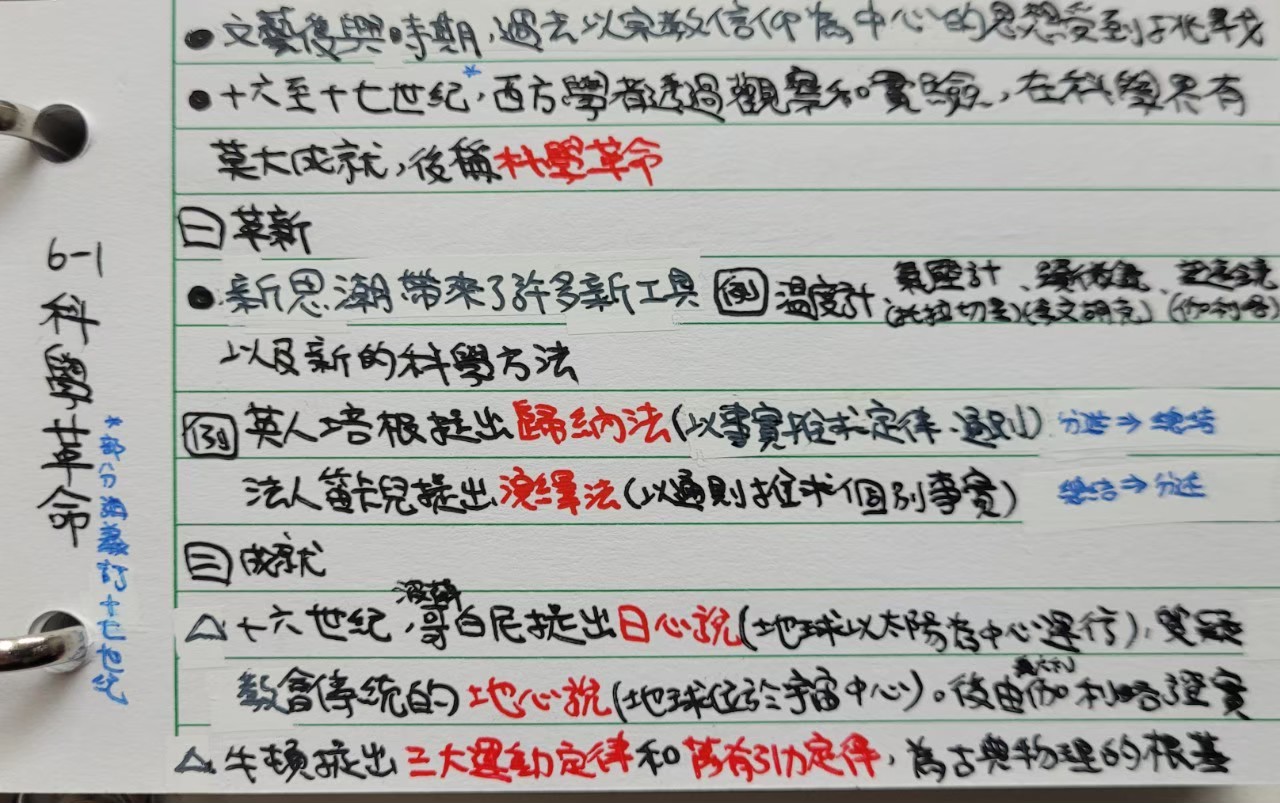 ●文藝復興時期，過去以宗教信仰為中心的思想受到挑戰
●十六至十七世紀*，西方學者透過觀察和實驗，在科學界有
莫大成就，後稱科學革命
二 革新
●新思潮帶來了許多新工具 例 溫度計、氣壓計(托拉切里)、顯微鏡(虎克)、望遠鏡(伽利略)
以及新的科學方法
例 英人培根提出歸納法(以事實推求定律、通則) 分述→總結
法人笛卡兒提出演繹法(以通則推求個別事實) 總結→分述
三 成就
△十六世紀，波蘭哥白尼提出日心說(地球以太陽為中心運行)，雙疑
教會傳統的地心說(地球位於宇宙中心)。後由義大利伽利略證實
△牛頓提出三大運動定律和萬有引力定律，為古典物理的根基
6-1 科學革命
*部分講義訂十七世紀